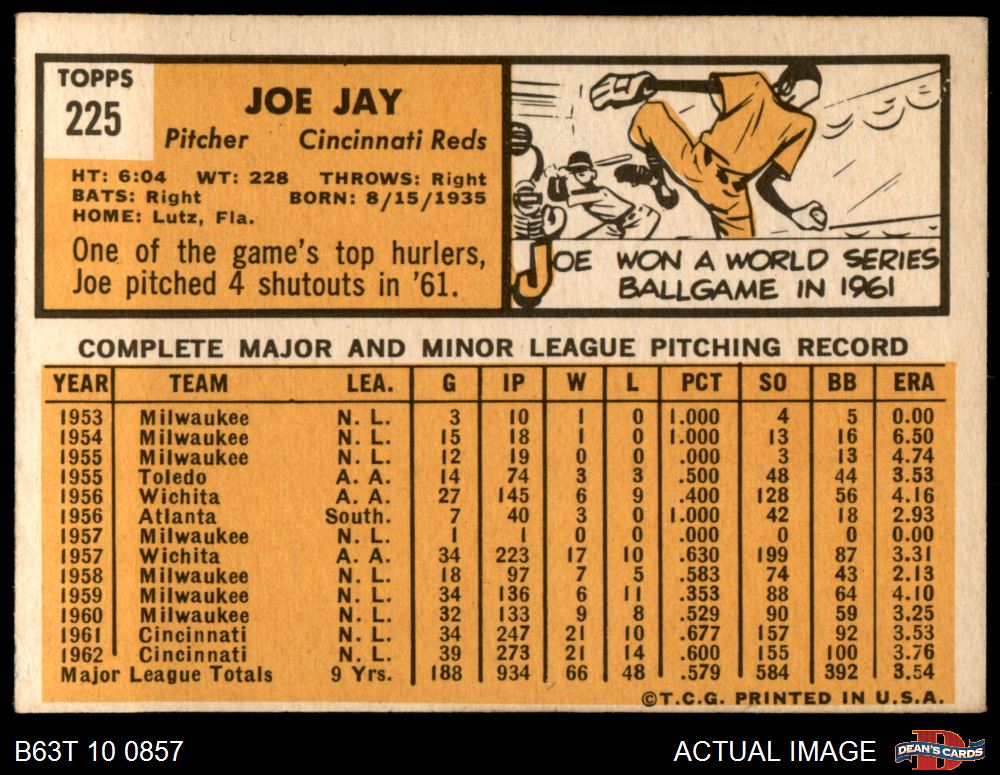 TOPPS
225
JOE JAY
Pitcher Cincinnati Reds
HT: 6:04 WT: 228 THROWS: Right
BATS: Right BORN: 8/15/1935
HOME: Lutz, Fla.
One of the game's top hurlers,
Joe pitched 4 shutouts in '61.
JOE WON A WORLD SERIES
BALLGAME IN 1961
COMPLETE MAJOR AND MINOR LEAGUE PITCHING RECORD
YEAR TEAM LEA. G IP W L PCT SO BB ERA
1953 Milwaukee N. L. 3 10 1 0 1.000 4 5 0.00
1954 Milwaukee N. L. 15 18 1 0 1.000 13 16 6.50
1955 Milwaukee N. L. 12 19 0 0 .000 3 13 4.74
1955 Toledo A. A. 14 74 3 3 .500 48 44 3.53
1956 Wichita A. A. 27 145 6 9 .400 128 56 4.16
1956 Atlanta South. 7 40 3 0 1.000 42 18 2.93
1957 Milwaukee N. L. 1 1 0 0 .000 0 0 0.00
1957 Wichita A. A. 34 223 17 10 .630 199 87 3.31
1958 Milwaukee N. L. 18 97 7 5 .583 74 43 2.13
1959 Milwaukee N. L. 34 136 6 11 .353 88 64 4.10
1960 Milwaukee N. L. 32 133 9 8 .529 90 59 3.25
1961 Cincinnati N. L. 34 247 21 10 .677 157 92 3.53
1962 Cincinnati N. L. 39 273 21 14 .600 155 100 3.76
Major League Totals 9 Yrs. 188 934 66 48 .579 584 392 3.54
©T.C.G. PRINTED IN U.S.A.
B63T 10 0857 ACTUAL IMAGE DEAN'S CARDS